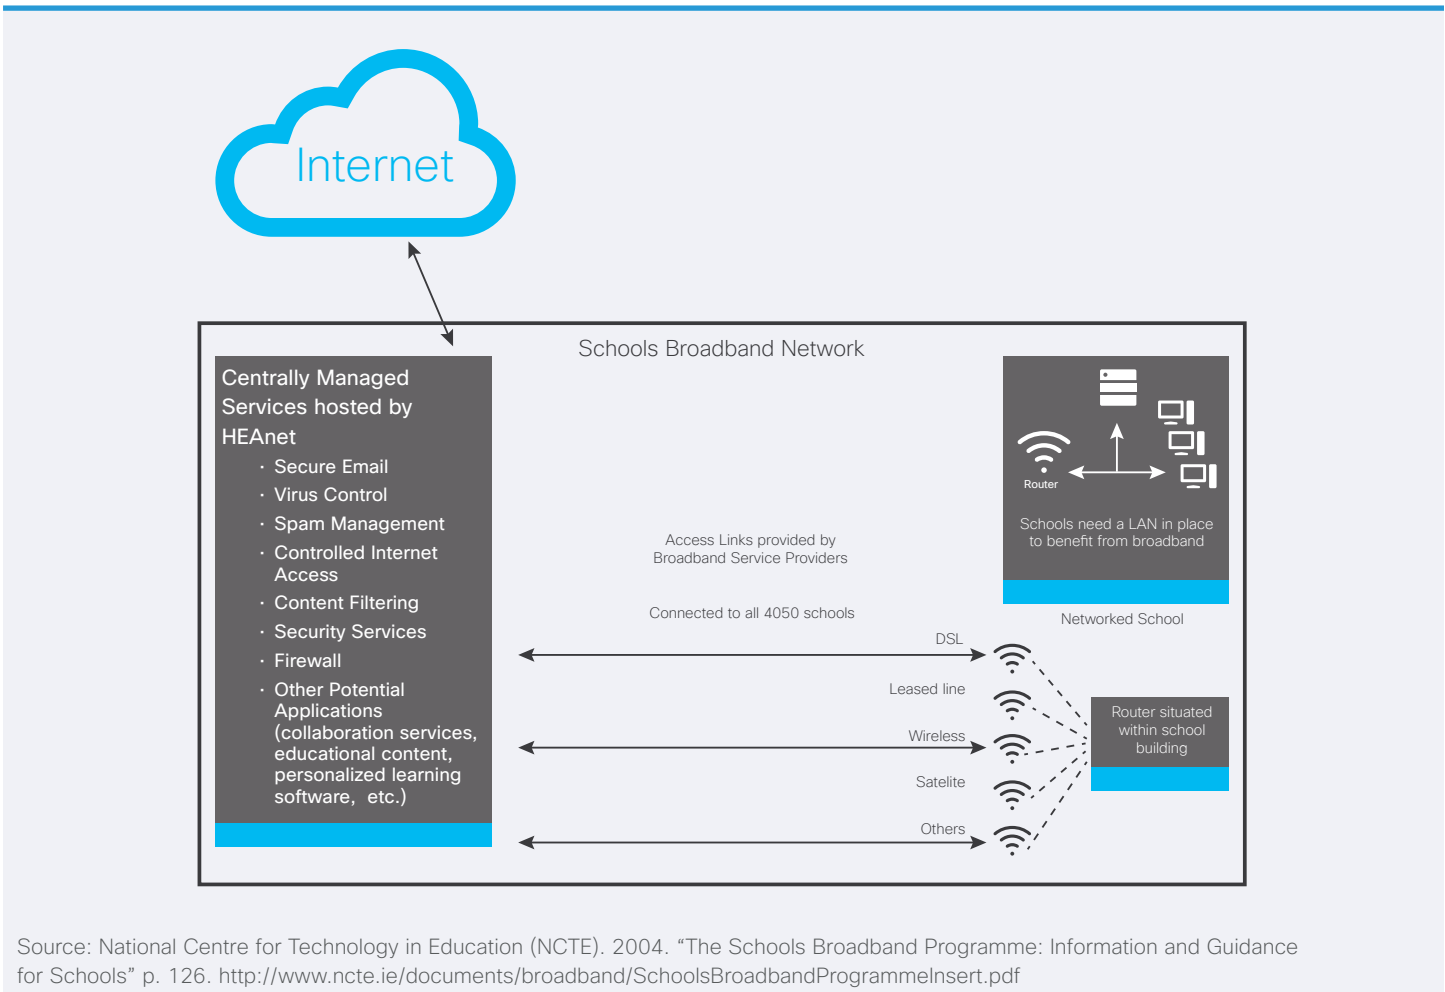 Internet
Schools Broadband Network
Centrally Managed
Services hosted by
HEAnet
· Secure Email
· Virus Control
· Spam Management
· Controlled Internet
Access
· Content Filtering
· Security Services
· Firewall
· Other Potential
Applications
(collaboration services,
educational content,
personalized learning
software, etc.)
Access Links provided by
Broadband Service Providers
Connected to all 4050 schools
DSL
Leased line
Wireless
Satelite
Others
Router
Schools need a LAN in place
to benefit from broadband
Networked School
Router situated
within school
building
Source: National Centre for Technology in Education (NCTE). 2004. “The Schools Broadband Programme: Information and Guidance
for Schools” p. 126. http://www.ncte.ie/documents/broadband/SchoolsBroadbandProgrammeInsert.pdf